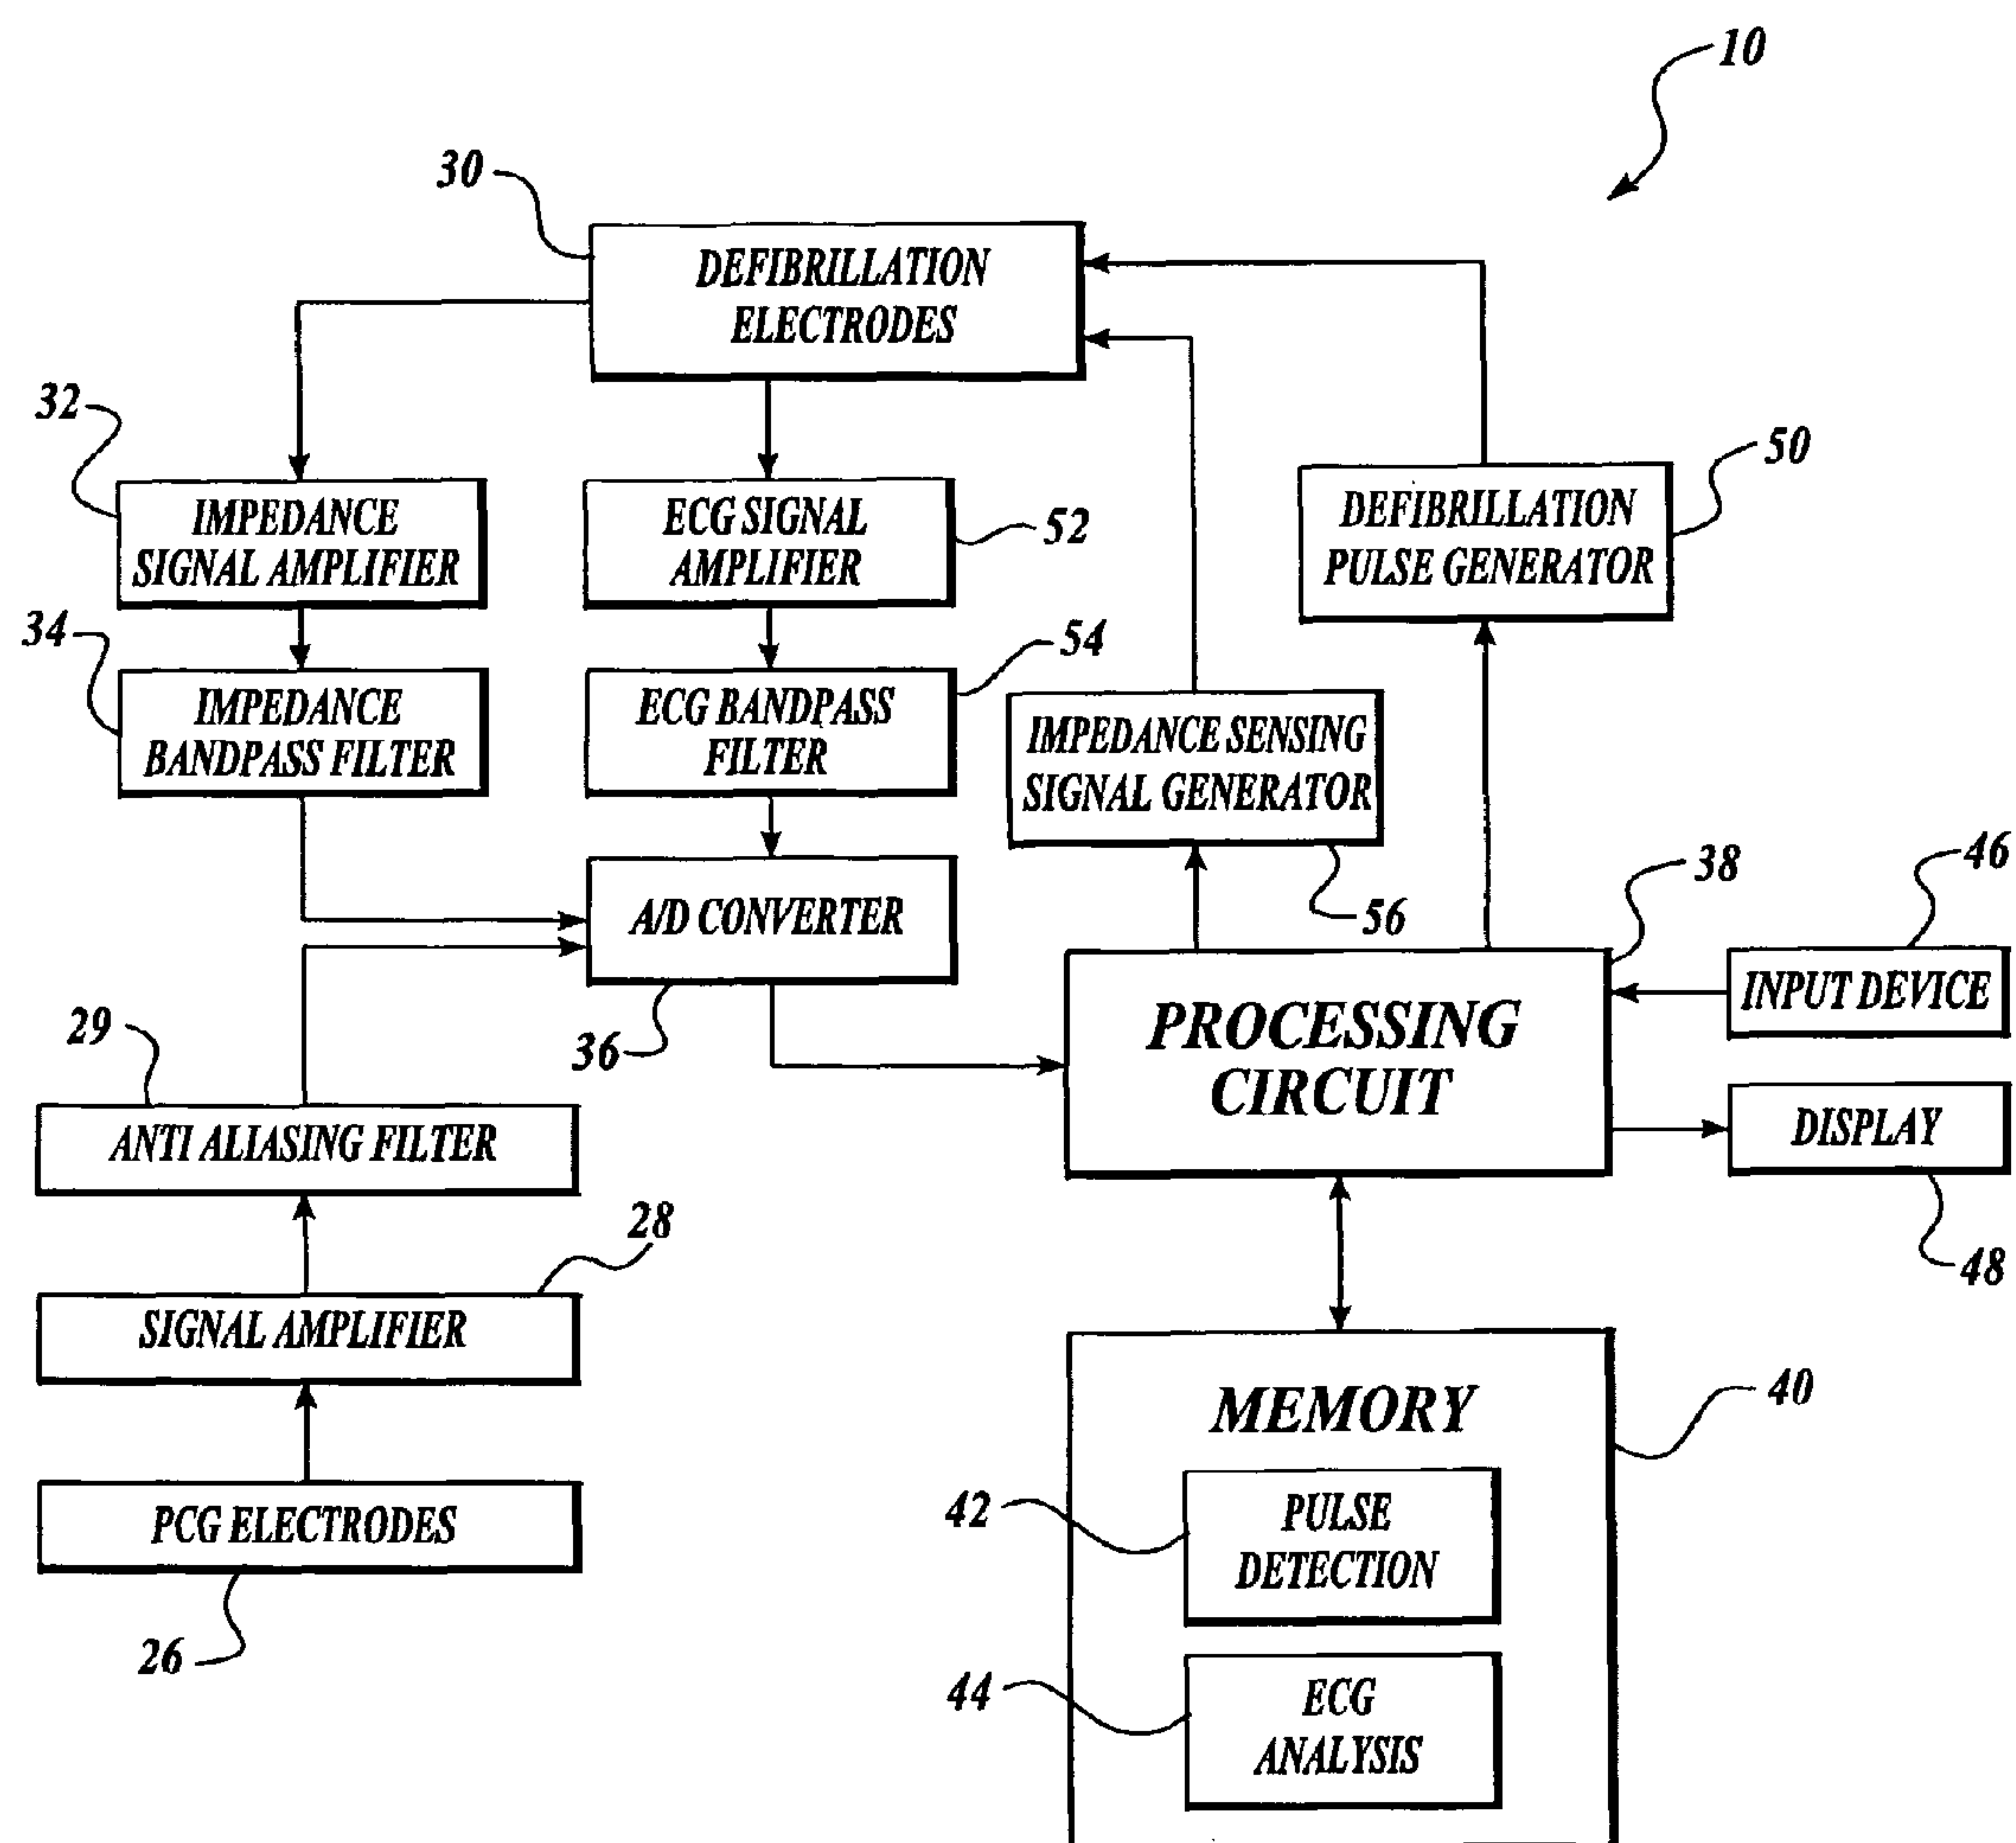 10
30
DEFIBRILLATION
ELECTRODES
32
IMPEDANCE
SIGNAL AMPLIFIER
ECG SIGNAL
AMPLIFIER
52
50
DEFIBRILLATION
PULSE GENERATOR
34
IMPEDANCE
BANDPASS FILTER
ECG BANDPASS
FILTER
54
IMPEDANCE SENSING
SIGNAL GENERATOR
56
A/D CONVERTER
36
38
PROCESSING
CIRCUIT
46
INPUT DEVICE
DISPLAY
48
29
ANTI ALIASING FILTER
28
SIGNAL AMPLIFIER
PCG ELECTRODES
26
MEMORY
40
42
PULSE
DETECTION
44
ECG
ANALYSIS